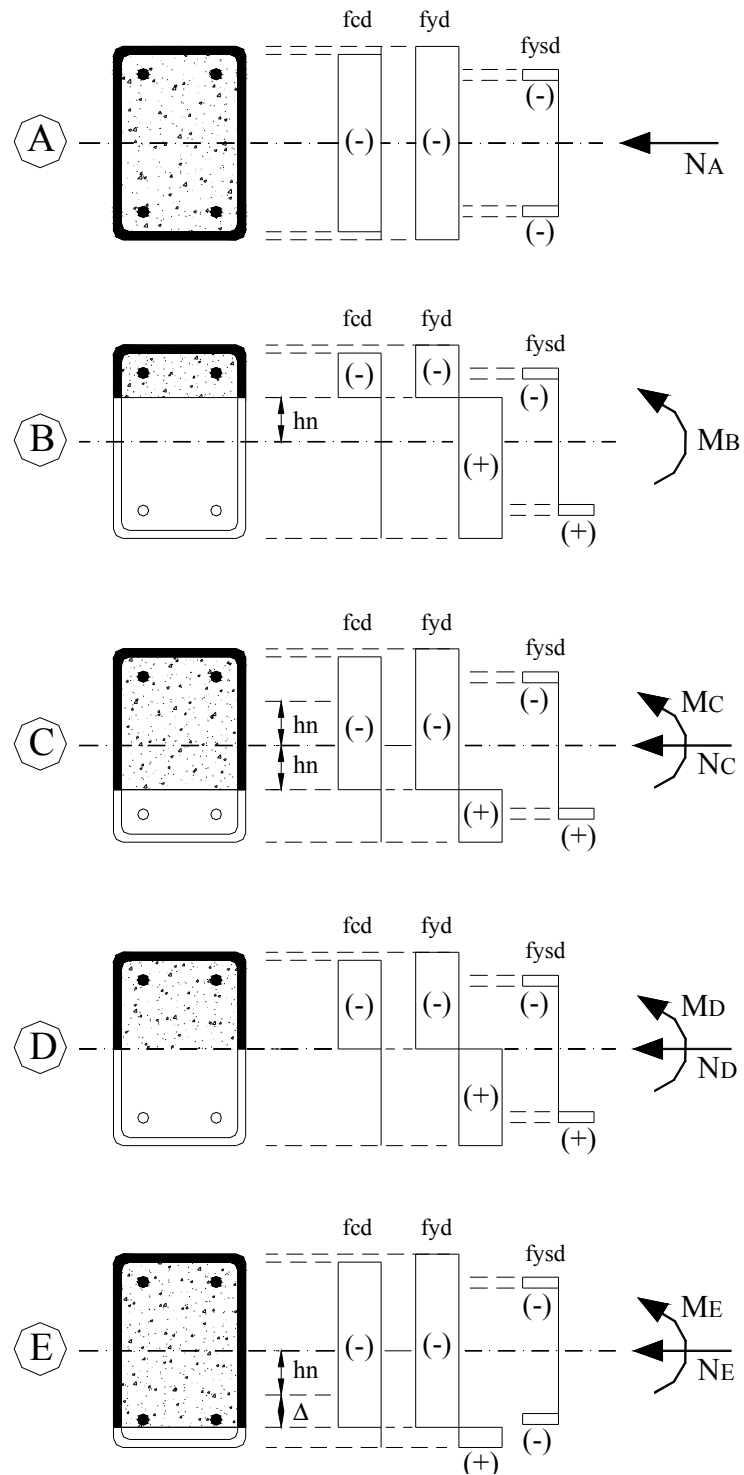 fcd fyd fysd
A (-) (-) (-) (-) NA
fcd fyd fysd
B hn (-) (-) (+) (-) (+) MB
fcd fyd fysd
C hn hn (-) (-) (+) (-) (+) MC NC
fcd fyd fysd
D (-) (-) (+) (-) (+) MD ND
fcd fyd fysd
E hn Δ (-) (-) (+) (-) (-) ME NE